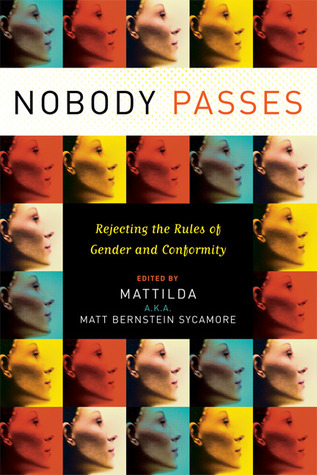 NOBODY PASSES
Rejecting the Rules of
Gender and Conformity
EDITED BY
MATTILDA
A.K.A.
MATT BERNSTEIN SYCAMORE